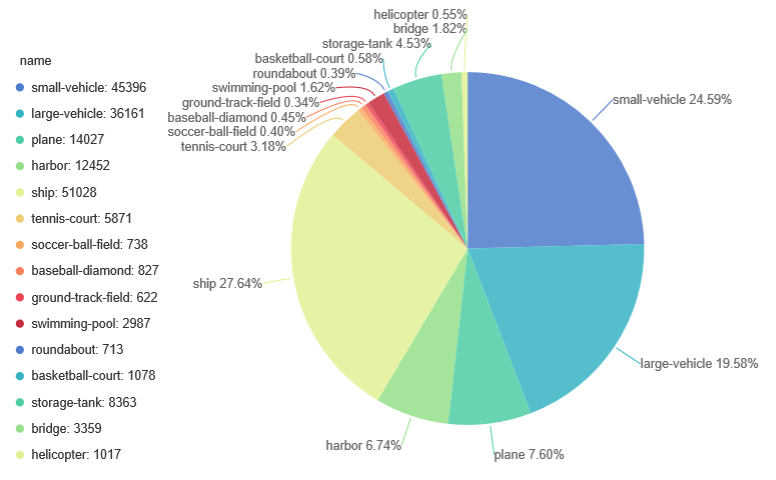 name
small-vehicle: 45396
large-vehicle: 36161
plane: 14027
harbor: 12452
ship: 51028
tennis-court: 5871
soccer-ball-field: 738
baseball-diamond: 827
ground-track-field: 622
swimming-pool: 2987
roundabout: 713
basketball-court: 1078
storage-tank: 8363
bridge: 3359
helicopter: 1017
helicopter 0.55%
bridge 1.82%
storage-tank 4.53%
basketball-court 0.58%
roundabout 0.39%
swimming-pool 1.62%
ground-track-field 0.34%
baseball-diamond 0.45%
soccer-ball-field 0.40%
tennis-court 3.18%
ship 27.64%
harbor 6.74%
plane 7.60%
large-vehicle 19.58%
small-vehicle 24.59%